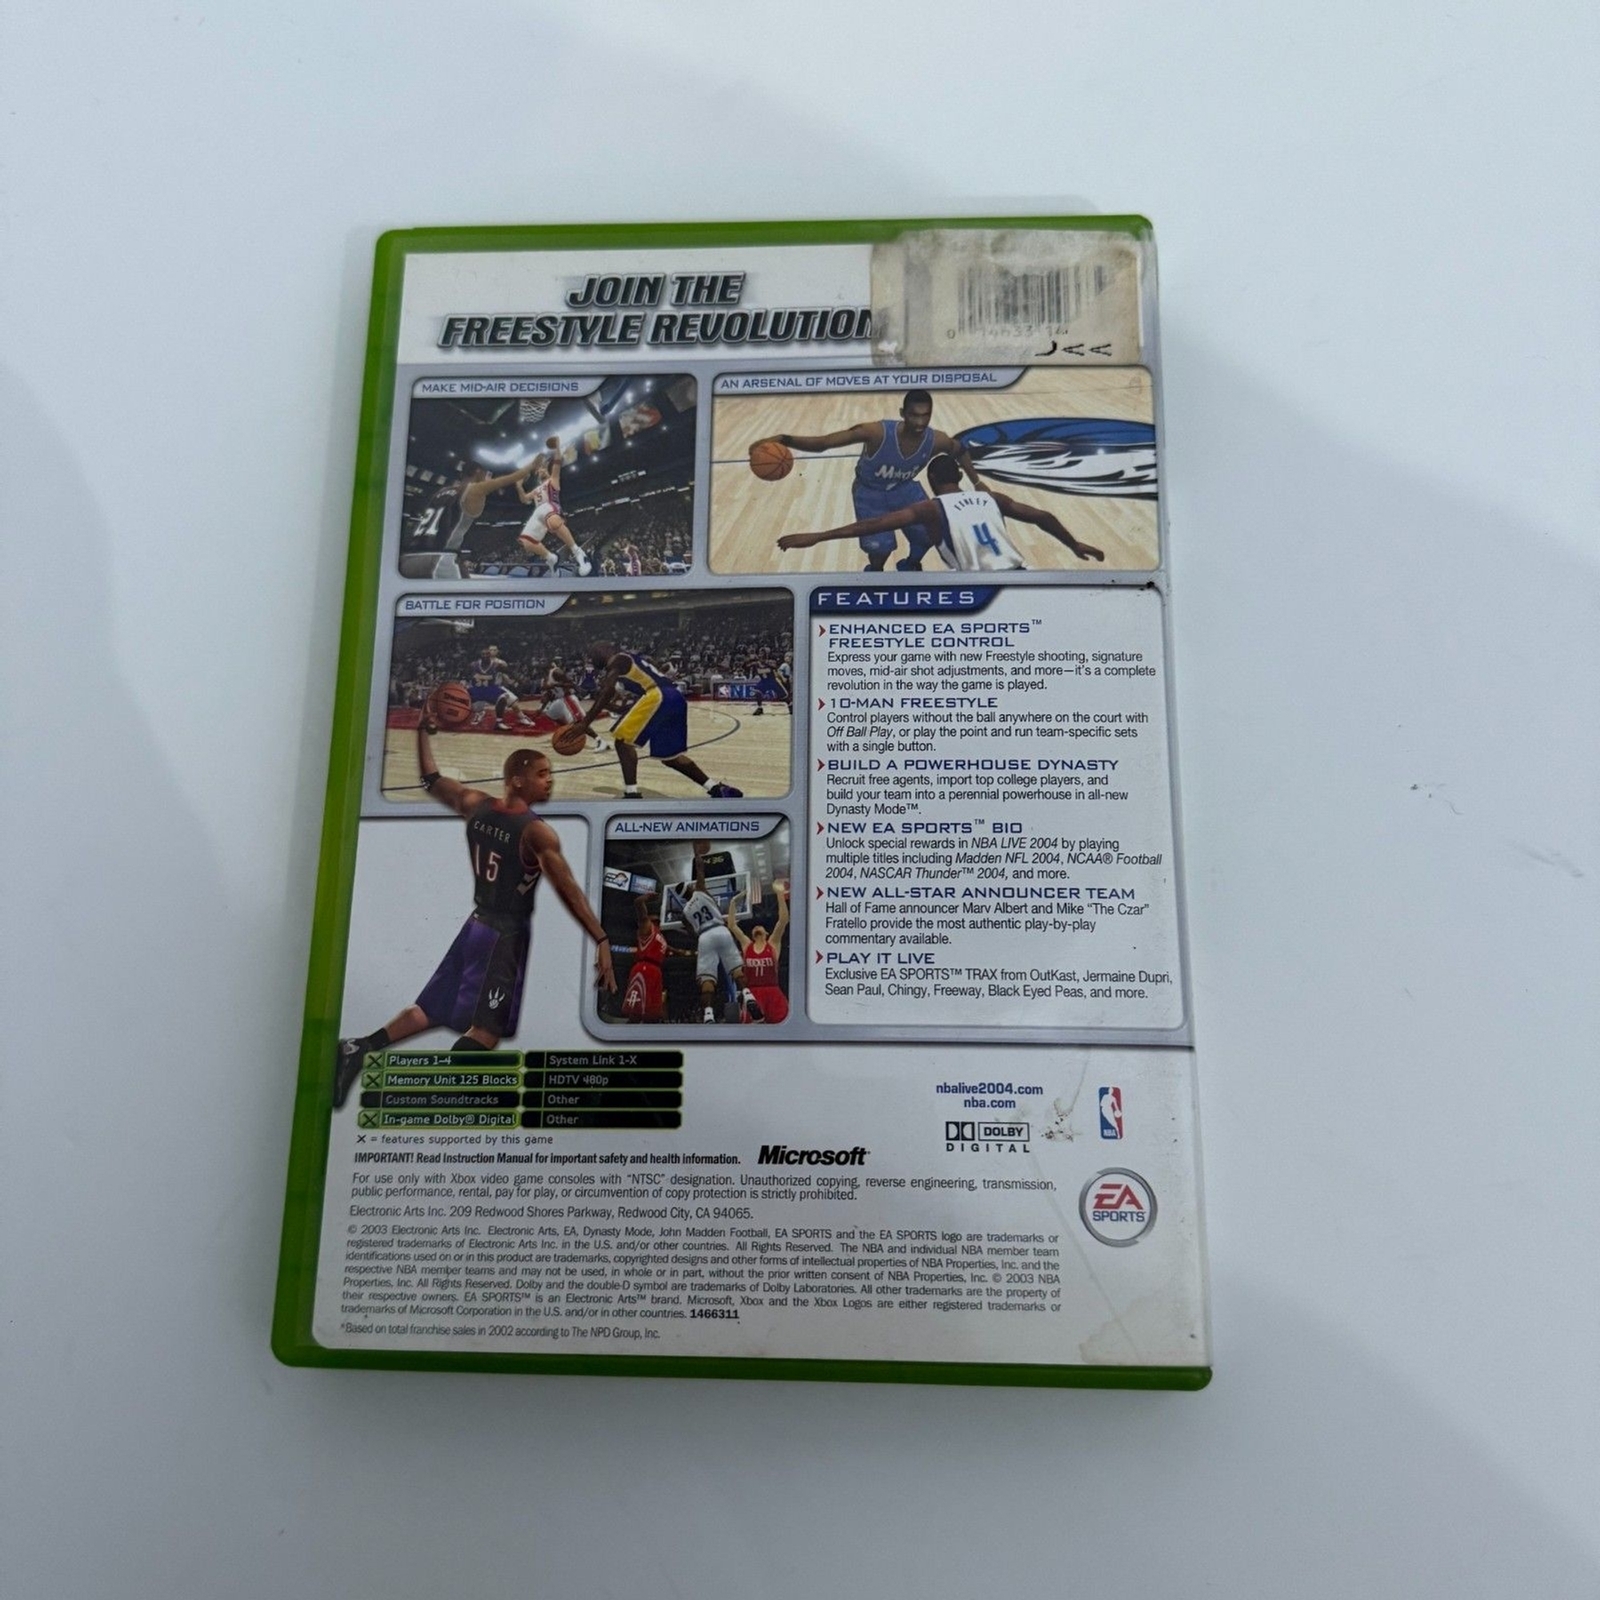 JOIN THE
FREESTYLE REVOLUTION
MAKE MID-AIR DECISIONS
21
AN ARSENAL OF MOVES AT YOUR DISPOSAL
4
BATTLE FOR POSITION
CARTER
15
ALL-NEW ANIMATIONS
23
ROCKETS
11
FEATURES
ENHANCED EA SPORTS™
FREESTYLE CONTROL
Express your game with new Freestyle shooting, signature
moves, mid-air shot adjustments, and more—it's a complete
revolution in the way the game is played.
10-MAN FREESTYLE
Control players without the ball anywhere on the court with
Off Ball Play, or play the point and run team-specific sets
with a single button.
BUILD A POWERHOUSE DYNASTY
Recruit free agents, import top college players, and
build your team into a perennial powerhouse in all-new
Dynasty Mode™.
NEW EA SPORTS™ BIO
Unlock special rewards in NBA LIVE 2004 by playing
multiple titles including Madden NFL 2004, NCAA® Football
2004, NASCAR Thunder™ 2004, and more.
NEW ALL-STAR ANNOUNCER TEAM
Hall of Fame announcer Marv Albert and Mike "The Czar"
Fratello provide the most authentic play-by-play
commentary available.
PLAY IT LIVE
Exclusive EA SPORTS™ TRAX from OutKast, Jermaine Dupri,
Sean Paul, Chingy, Freeway, Black Eyed Peas, and more.
Players 1-4 System Link 1-X
Memory Unit 125 Blocks HDTV 480p
Custom Soundtracks Other
In-game Dolby® Digital Other
X = features supported by this game
nbalive2004.com
nba.com
NBA
DOLBY
DIGITAL
IMPORTANT! Read Instruction Manual for important safety and health information. Microsoft
For use only with Xbox video game consoles with "NTSC" designation. Unauthorized copying, reverse engineering, transmission,
public performance, rental, pay for play, or circumvention of copy protection is strictly prohibited.
Electronic Arts Inc. 209 Redwood Shores Parkway, Redwood City, CA 94065.
EA
SPORTS™
© 2003 Electronic Arts Inc. Electronic Arts, EA, Dynasty Mode, John Madden Football, EA SPORTS and the EA SPORTS logo are trademarks or
registered trademarks of Electronic Arts Inc. in the U.S. and/or other countries. All Rights Reserved. The NBA and individual NBA member team
identifications used on or in this product are trademarks, copyrighted designs and other forms of intellectual properties of NBA Properties, Inc. and the
respective NBA member teams and may not be used, in whole or in part, without the prior written consent of NBA Properties, Inc. © 2003 NBA
Properties, Inc. All Rights Reserved. Dolby and the double-D symbol are trademarks of Dolby Laboratories. All other trademarks are the property of
their respective owners. EA SPORTS™ is an Electronic Arts™ brand. Microsoft, Xbox and the Xbox Logos are either registered trademarks or
trademarks of Microsoft Corporation in the U.S. and/or in other countries. 1466311
*Based on total franchise sales in 2002 according to The NPD Group, Inc.